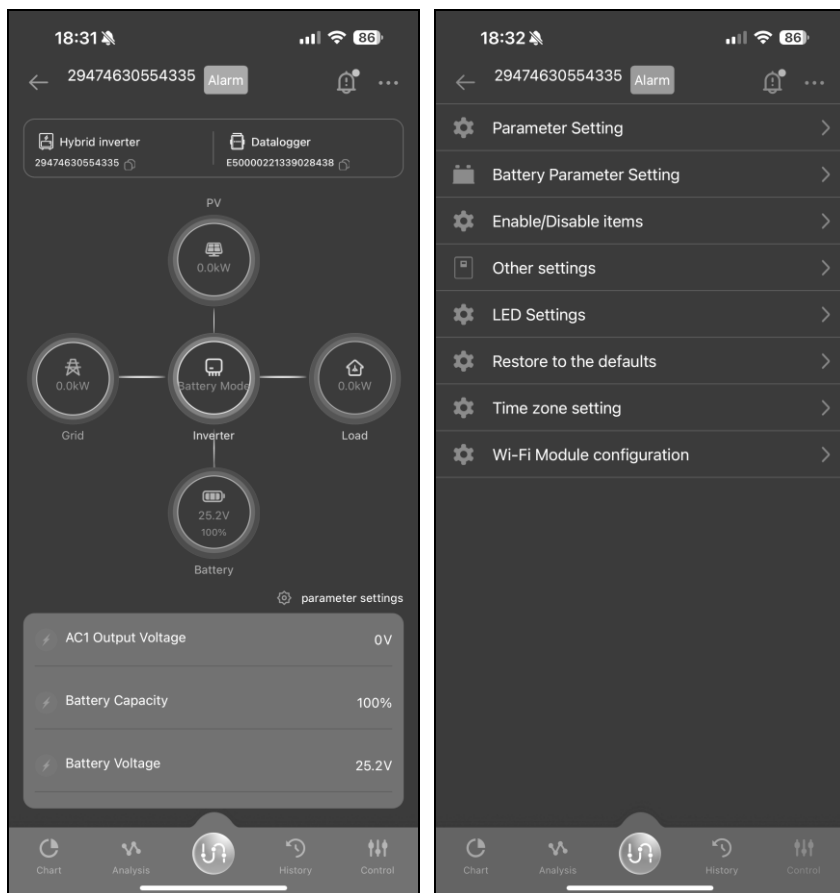 18:31
86
29474630554335 Alarm
Hybrid inverter
29474630554335
Datalogger
E50000221339028438
PV
0.0kW
0.0kW
Battery Mode
0.0kW
Grid
Inverter
Load
25.2V
100%
Battery
parameter settings
AC1 Output Voltage 0V
Battery Capacity 100%
Battery Voltage 25.2V
Chart
Analysis
History
Control
18:32
86
29474630554335 Alarm
Parameter Setting
Battery Parameter Setting
Enable/Disable items
Other settings
LED Settings
Restore to the defaults
Time zone setting
Wi-Fi Module configuration
Chart
Analysis
History
Control